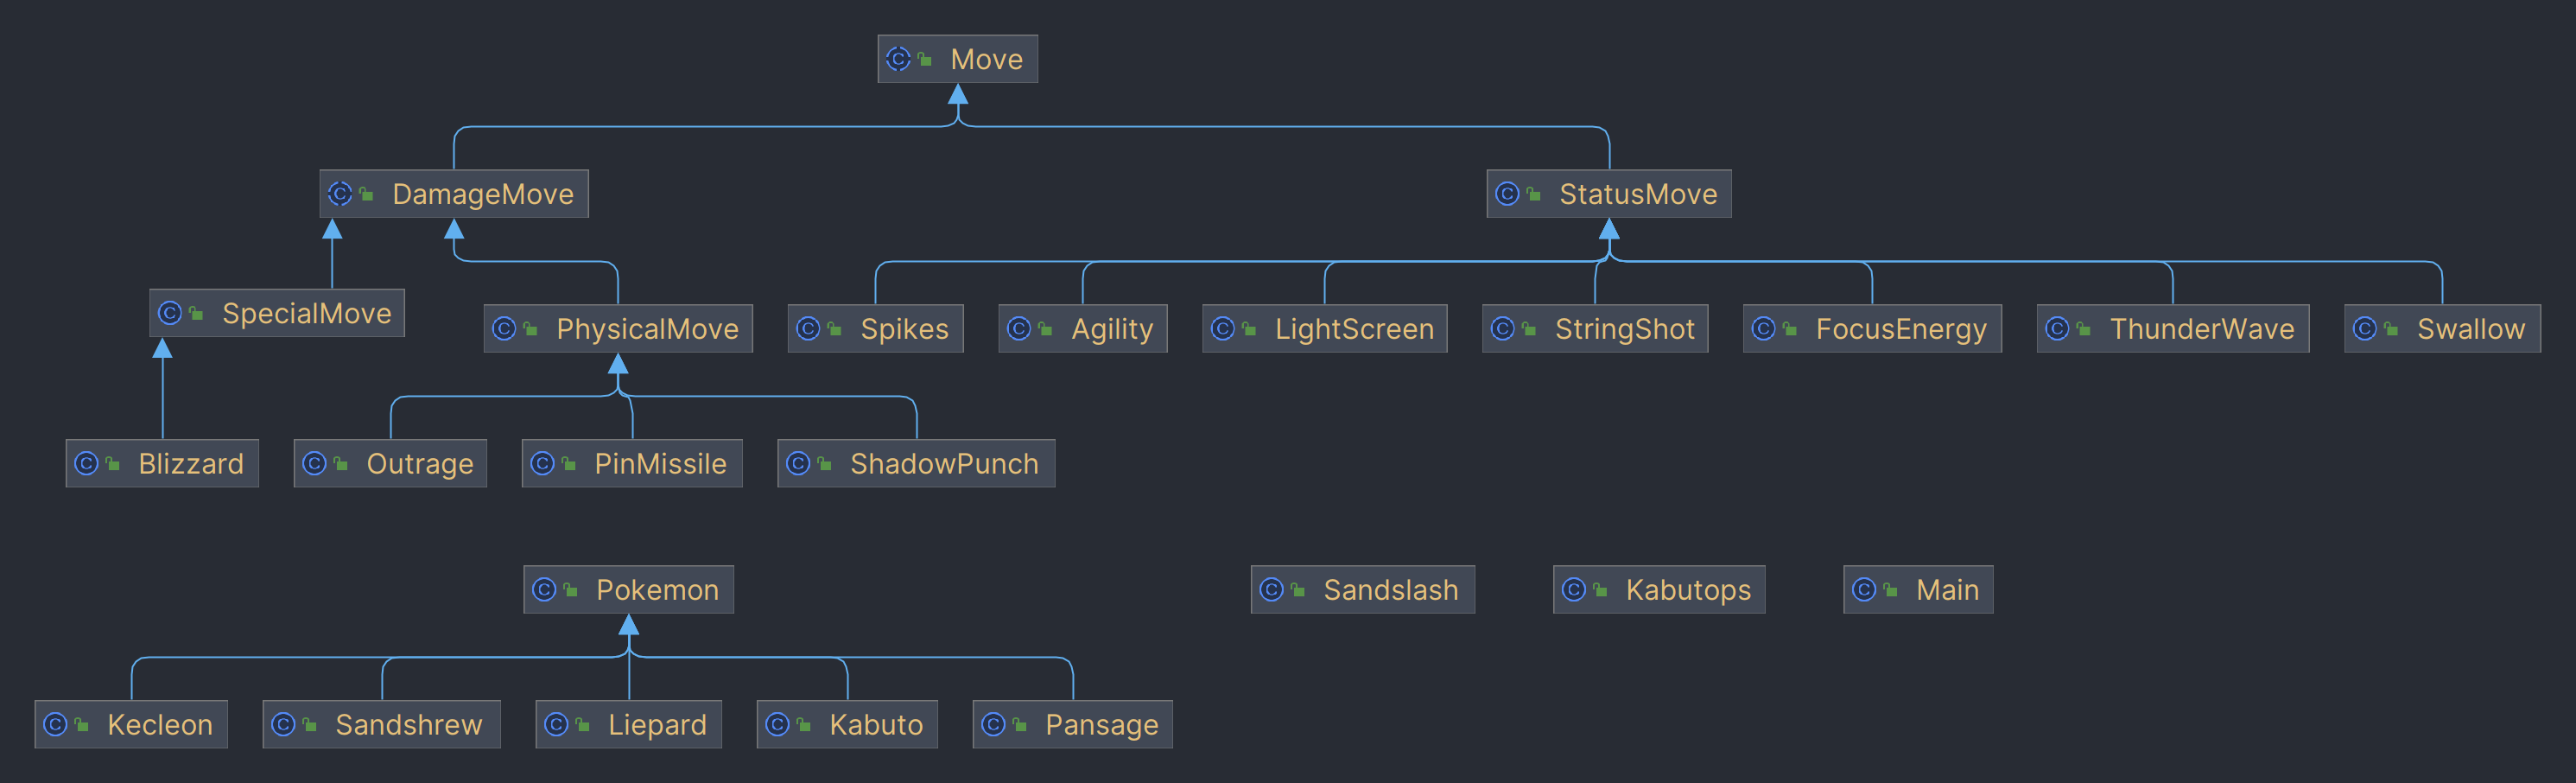 Move
DamageMove
StatusMove
SpecialMove
PhysicalMove
Spikes
Agility
LightScreen
StringShot
FocusEnergy
ThunderWave
Swallow
Blizzard
Outrage
PinMissile
ShadowPunch
Pokemon
Sandslash
Kabutops
Main
Kecleon
Sandshrew
Liepard
Kabuto
Pansage